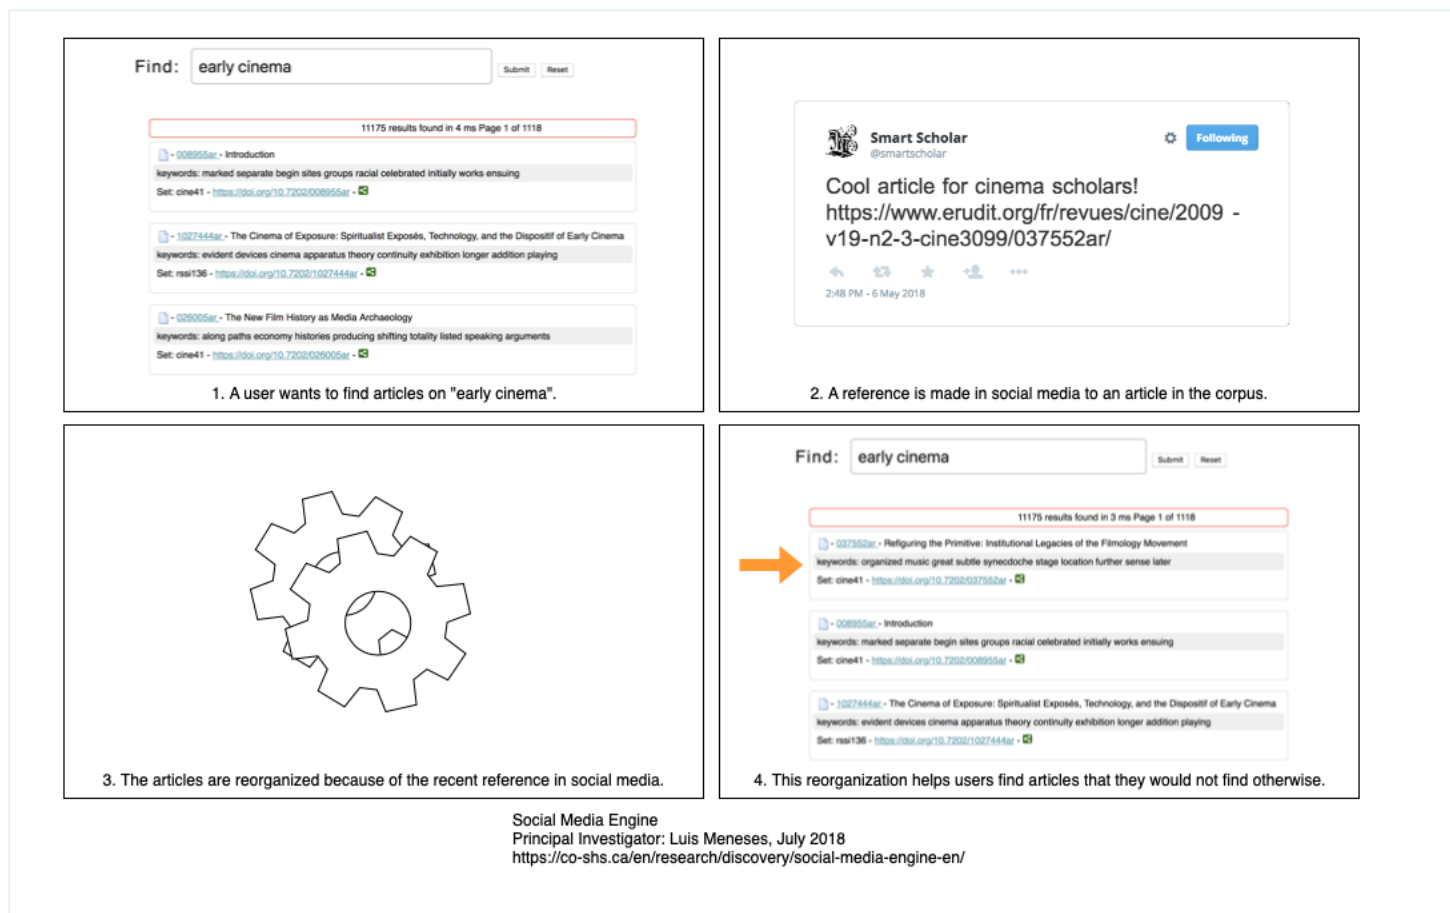 Find: early cinema Submit Reset
11175 results found in 4 ms Page 1 of 1118
- 008955ar - Introduction
keywords: marked separate begin sites groups racial celebrated initially works ensuing
Set: cine41 - https://doi.org/10.7202/008955ar -
- 1027444ar - The Cinema of Exposure: Spiritualist Exposés, Technology, and the Dispositif of Early Cinema
keywords: evident devices cinema apparatus theory continuity exhibition longer addition playing
Set: rssi136 - https://doi.org/10.7202/1027444ar -
- 026005ar - The New Film History as Media Archaeology
keywords: along paths economy histories producing shifting totality listed speaking arguments
Set: cine41 - https://doi.org/10.7202/026005ar -
1. A user wants to find articles on "early cinema".
Smart Scholar
@smartscholar
Following
Cool article for cinema scholars!
https://www.erudit.org/fr/revues/cine/2009 -
v19-n2-3-cine3099/037552ar/
2:48 PM - 6 May 2018
2. A reference is made in social media to an article in the corpus.
3. The articles are reorganized because of the recent reference in social media.
Find: early cinema Submit Reset
11175 results found in 3 ms Page 1 of 1118
- 037552ar - Refiguring the Primitive: Institutional Legacies of the Filmology Movement
keywords: organized music great subtle synecdoche stage location further sense later
Set: cine41 - https://doi.org/10.7202/037552ar -
- 008955ar - Introduction
keywords: marked separate begin sites groups racial celebrated initially works ensuing
Set: cine41 - https://doi.org/10.7202/008955ar -
- 1027444ar - The Cinema of Exposure: Spiritualist Exposés, Technology, and the Dispositif of Early Cinema
keywords: evident devices cinema apparatus theory continuity exhibition longer addition playing
Set: rssi136 - https://doi.org/10.7202/1027444ar -
4. This reorganization helps users find articles that they would not find otherwise.
Social Media Engine
Principal Investigator: Luis Meneses, July 2018
https://co-shs.ca/en/research/discovery/social-media-engine-en/